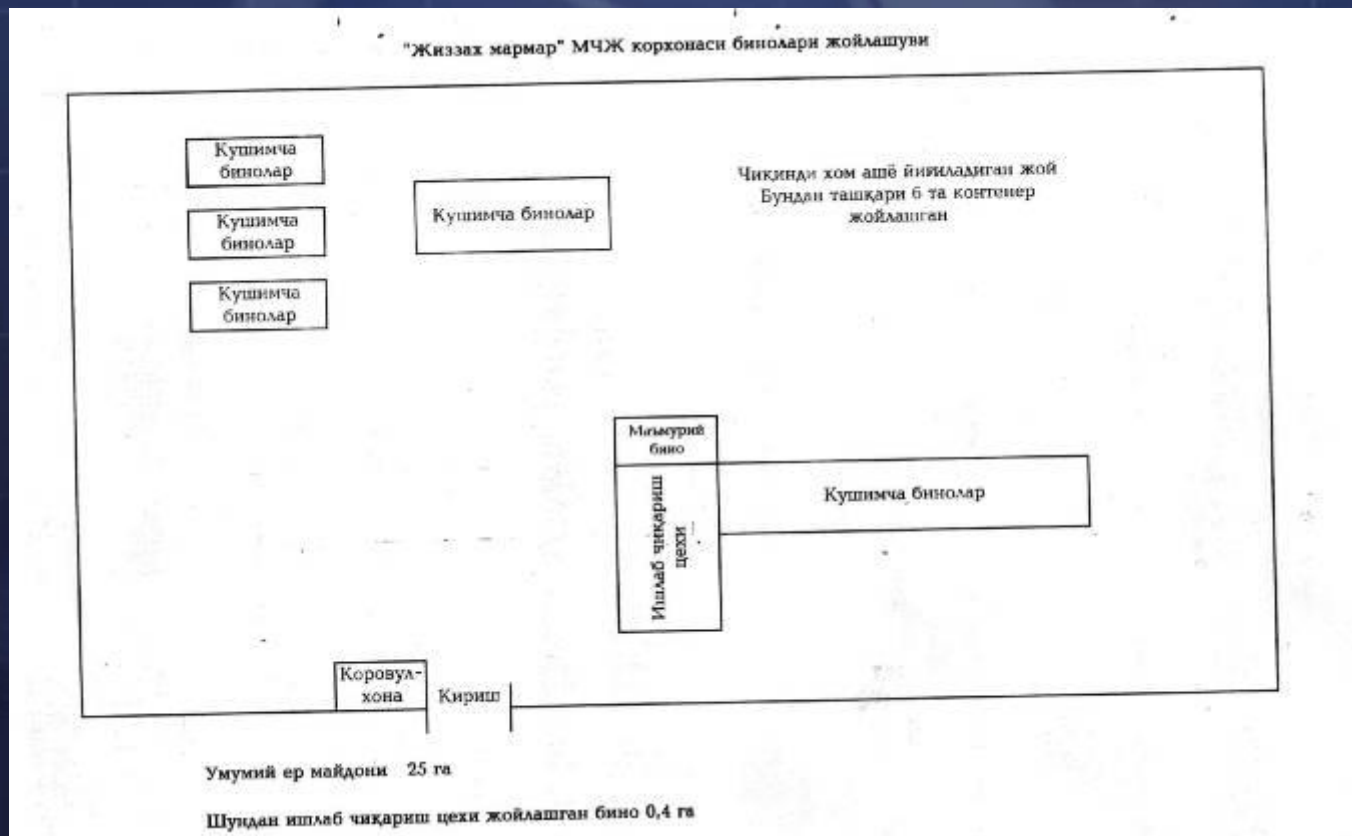 "Жиззах мармар" МЧЖ корхонаси бинолари жойлашуви
Кушимча
бинолар
Кушимча бинолар
Чиқинди хом ашё йиғиладиган жой
Бундан ташқари 6 та контенер
жойлашган
Кушимча
бинолар
Кушимча
бинолар
Маъмурий
бино
Ишлаб чиқариш
цехи
Кушимча бинолар
Коровул-
хона
Кириш
Умумий ер майдони 25 га
Шундан ишлаб чиқариш цехи жойлашган бино 0,4 га